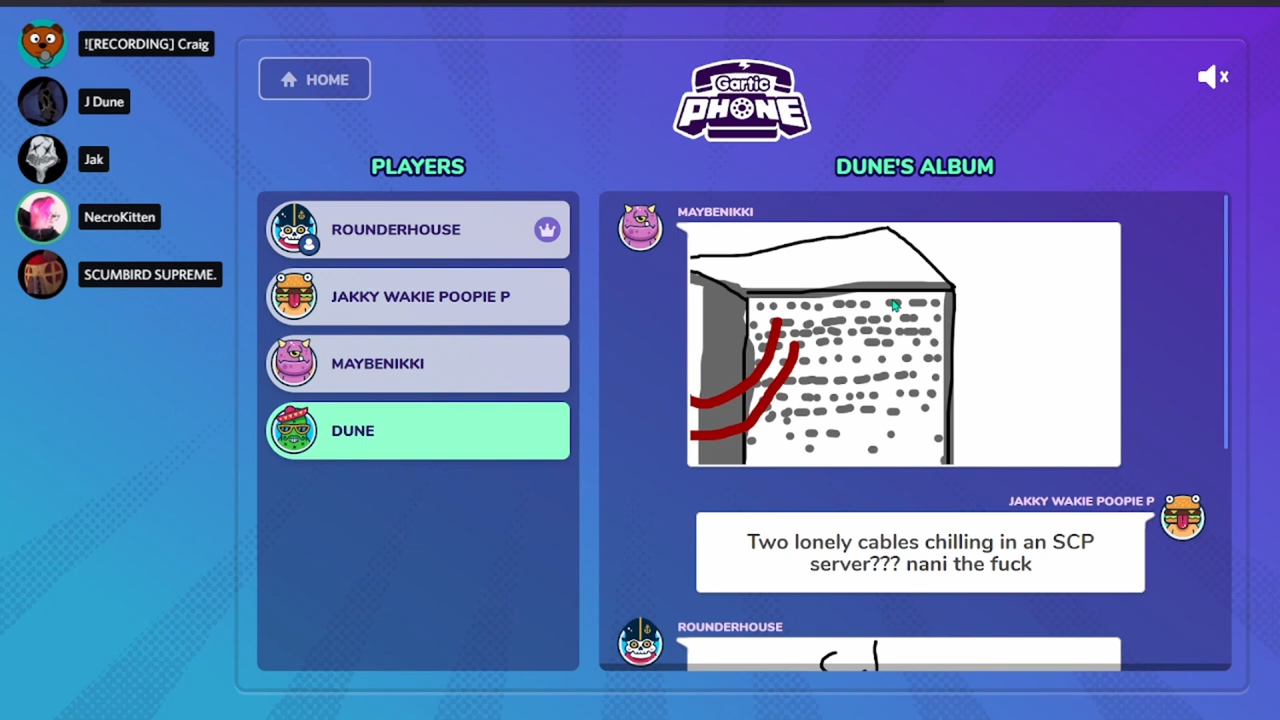 ![RECORDING] Craig
J Dune
Jak
NecroKitten
SCUMBIRD SUPREME.
HOME
Gartic
PHONE
PLAYERS
ROUNDERHOUSE
JAKKY WAKIE POOPIE P
MAYBENIKKI
DUNE
DUNE'S ALBUM
MAYBENIKKI
JAKKY WAKIE POOPIE P
Two lonely cables chilling in an SCP
server??? nani the fuck
ROUNDERHOUSE